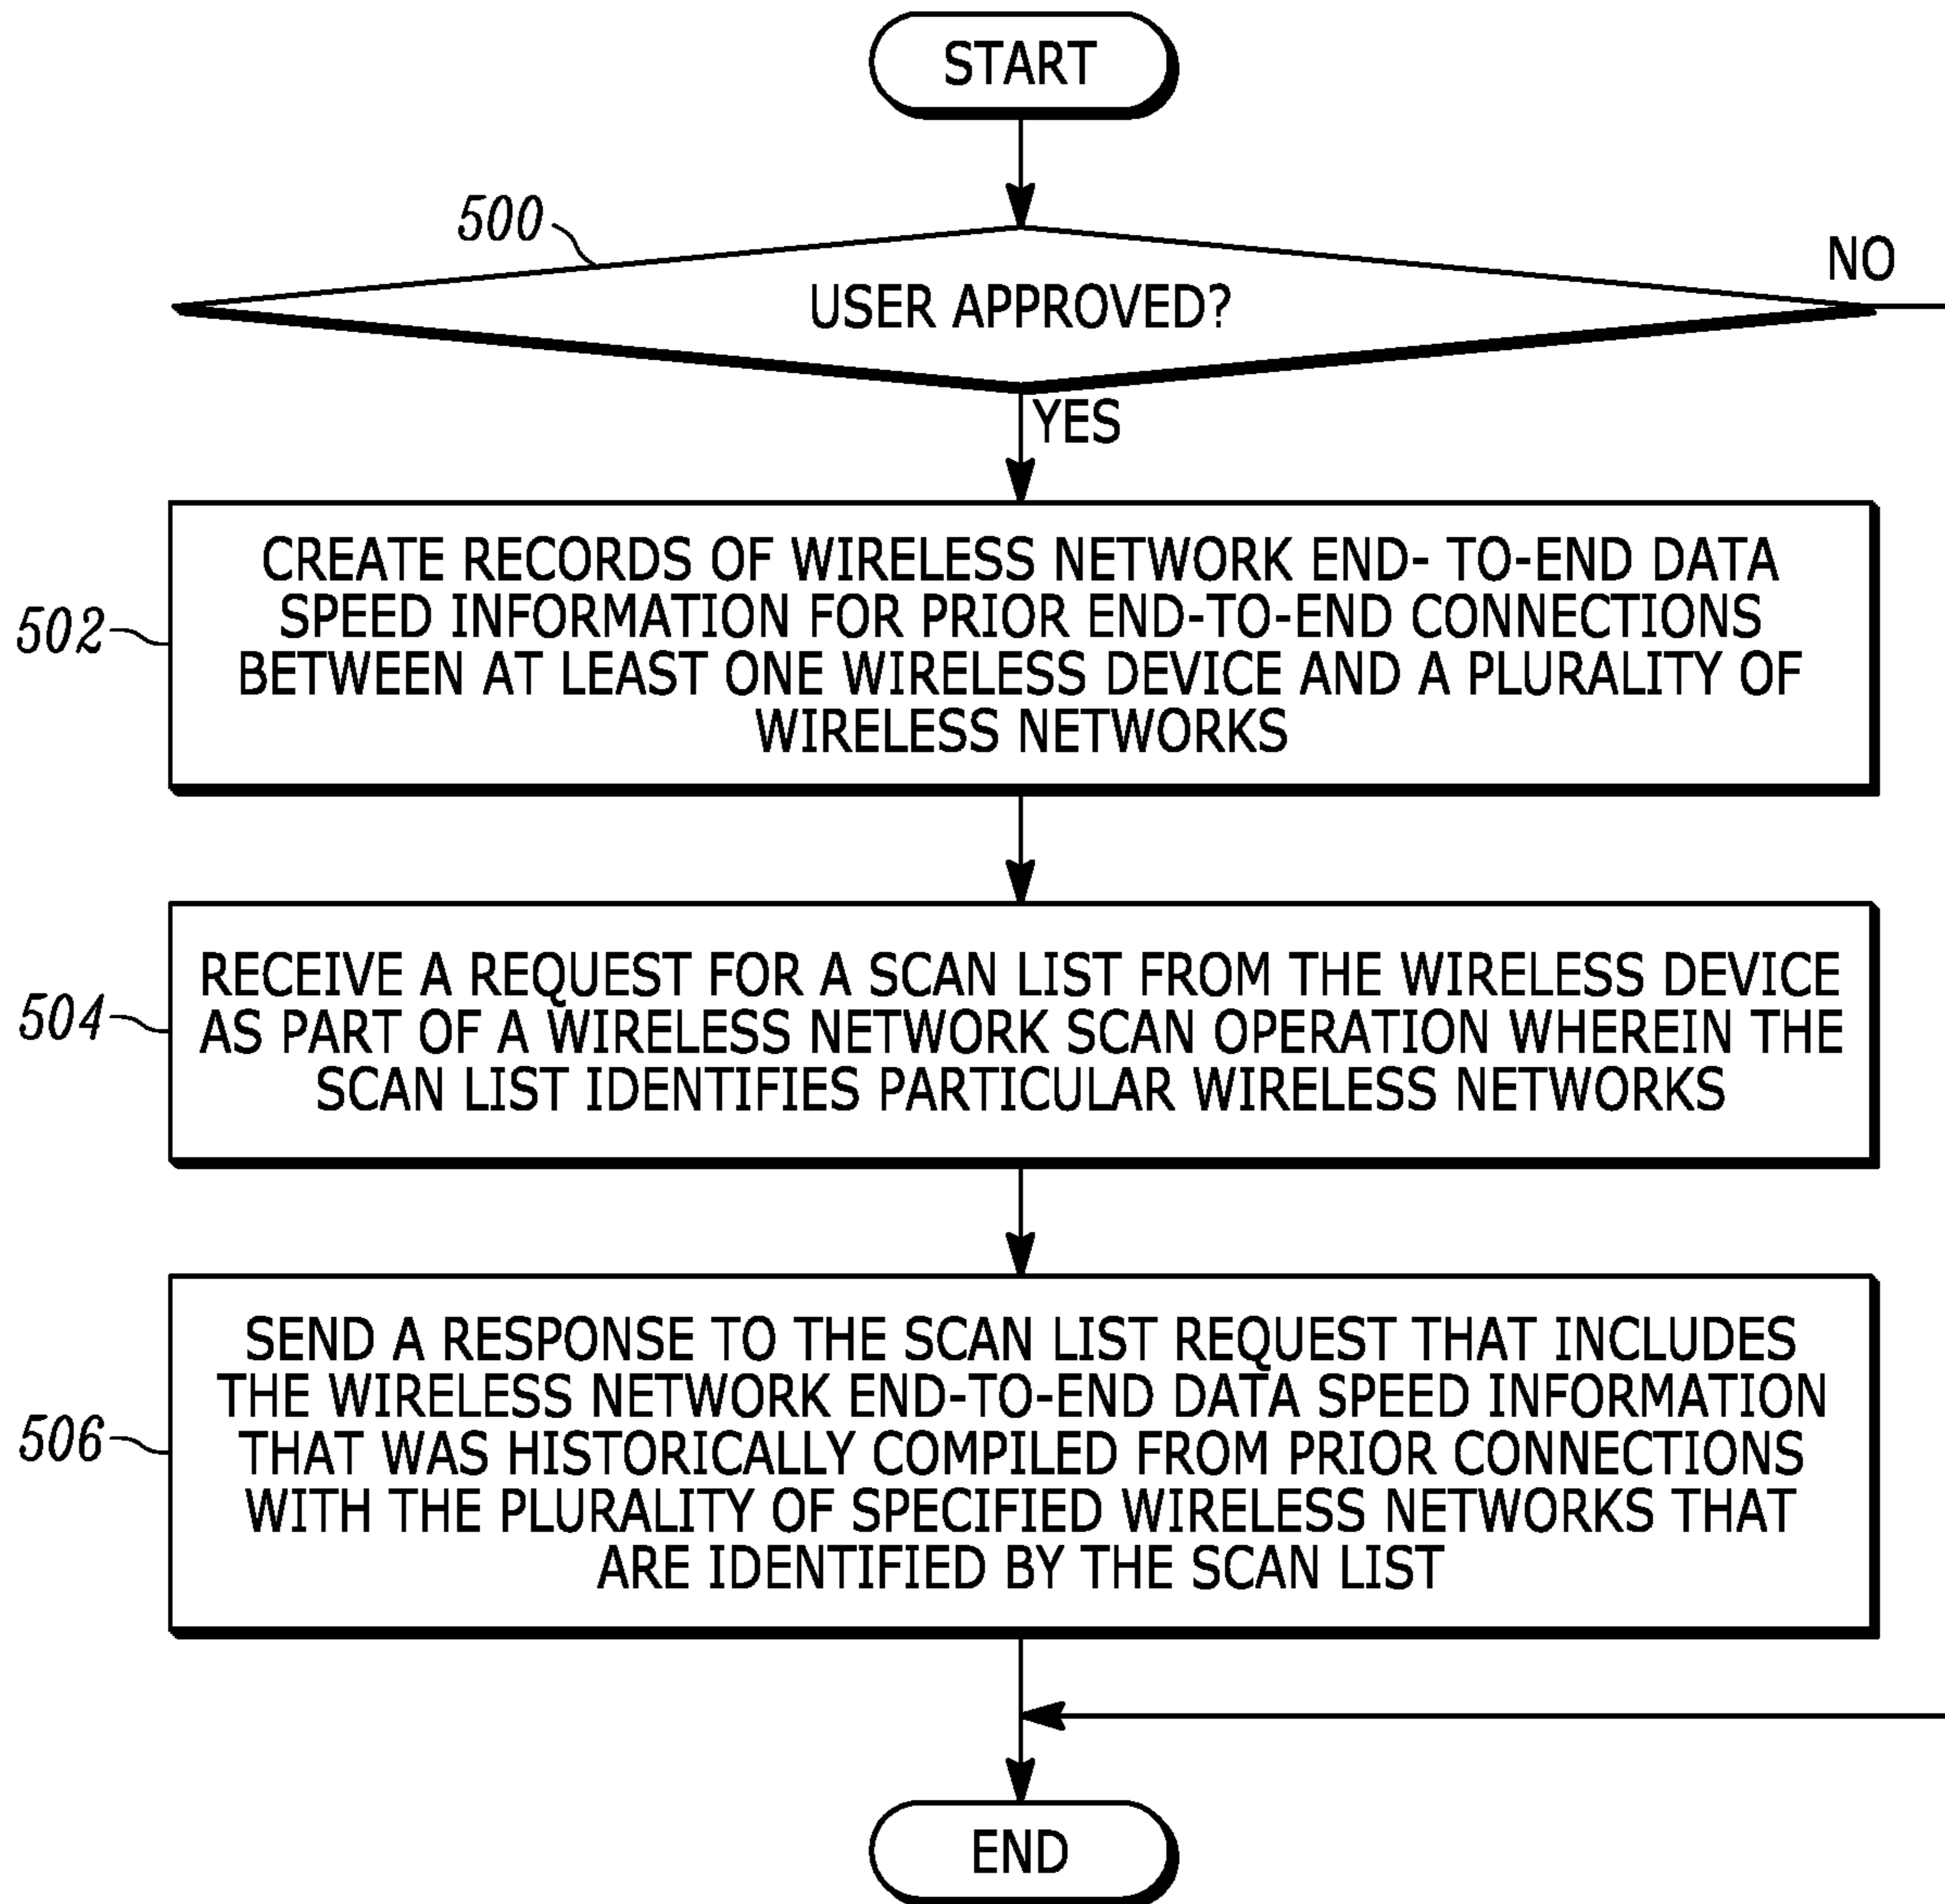 START
500
USER APPROVED?
NO
YES
502
CREATE RECORDS OF WIRELESS NETWORK END- TO-END DATA
SPEED INFORMATION FOR PRIOR END-TO-END CONNECTIONS
BETWEEN AT LEAST ONE WIRELESS DEVICE AND A PLURALITY OF
WIRELESS NETWORKS
504
RECEIVE A REQUEST FOR A SCAN LIST FROM THE WIRELESS DEVICE
AS PART OF A WIRELESS NETWORK SCAN OPERATION WHEREIN THE
SCAN LIST IDENTIFIES PARTICULAR WIRELESS NETWORKS
506
SEND A RESPONSE TO THE SCAN LIST REQUEST THAT INCLUDES
THE WIRELESS NETWORK END-TO-END DATA SPEED INFORMATION
THAT WAS HISTORICALLY COMPILED FROM PRIOR CONNECTIONS
WITH THE PLURALITY OF SPECIFIED WIRELESS NETWORKS THAT
ARE IDENTIFIED BY THE SCAN LIST
END